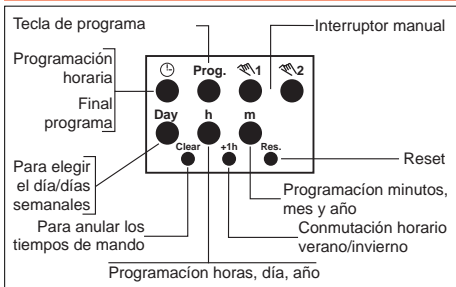 Tecla de programa
Interruptor manual
Programación
horaria
Final
programa
Prog. 1 2
Day h m
Clear +1h Res.
Para elegir
el día/días
semanales
Reset
Programacíon minutos,
mes y año
Para anular los
tiempos de mando
Conmutación horario
verano/invierno
Programacíon horas, día, año